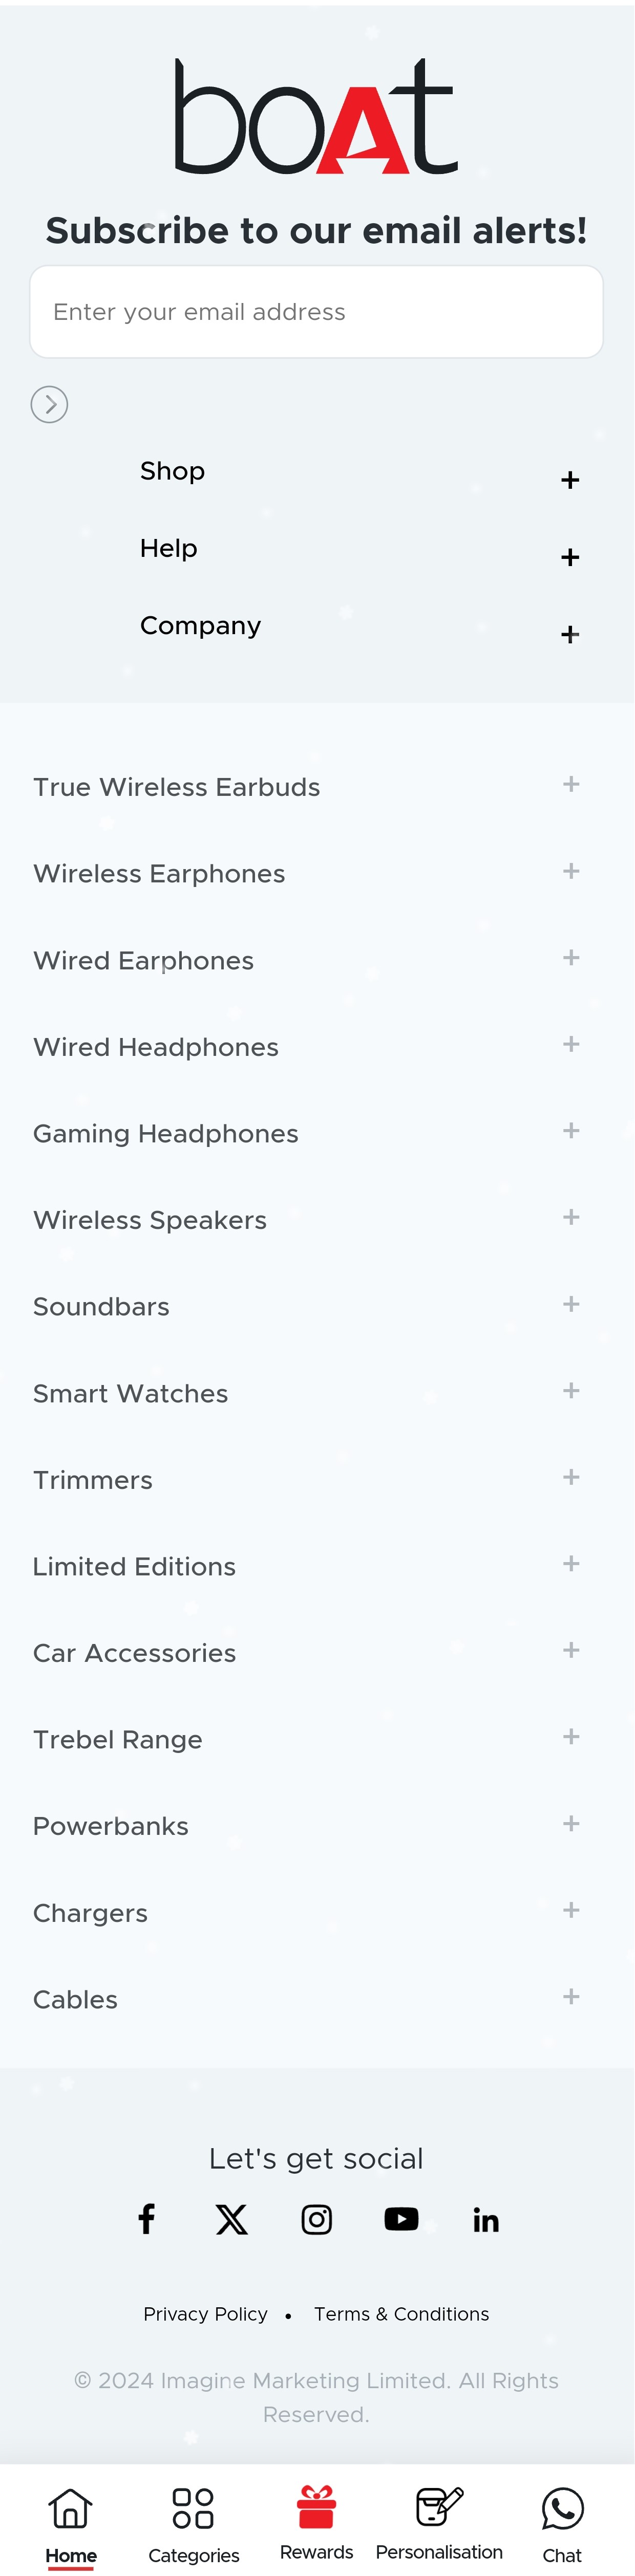 boAt
Subscribe to our email alerts!
Enter your email address
Shop +
Help +
Company +
True Wireless Earbuds +
Wireless Earphones +
Wired Earphones +
Wired Headphones +
Gaming Headphones +
Wireless Speakers +
Soundbars +
Smart Watches +
Trimmers +
Limited Editions +
Car Accessories +
Trebel Range +
Powerbanks +
Chargers +
Cables +
Let's get social
Privacy Policy • Terms & Conditions
© 2024 Imagine Marketing Limited. All Rights
Reserved.
Home Categories Rewards Personalisation Chat